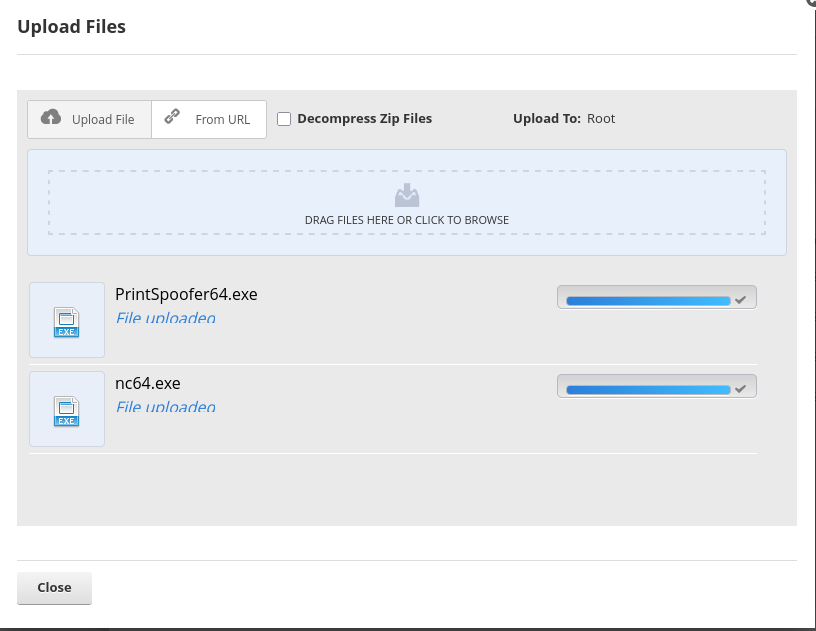 Upload Files
Upload File
From URL
Decompress Zip Files
Upload To: Root
DRAG FILES HERE OR CLICK TO BROWSE
PrintSpoofer64.exe
File uploaded
EXE
nc64.exe
File uploaded
EXE
Close